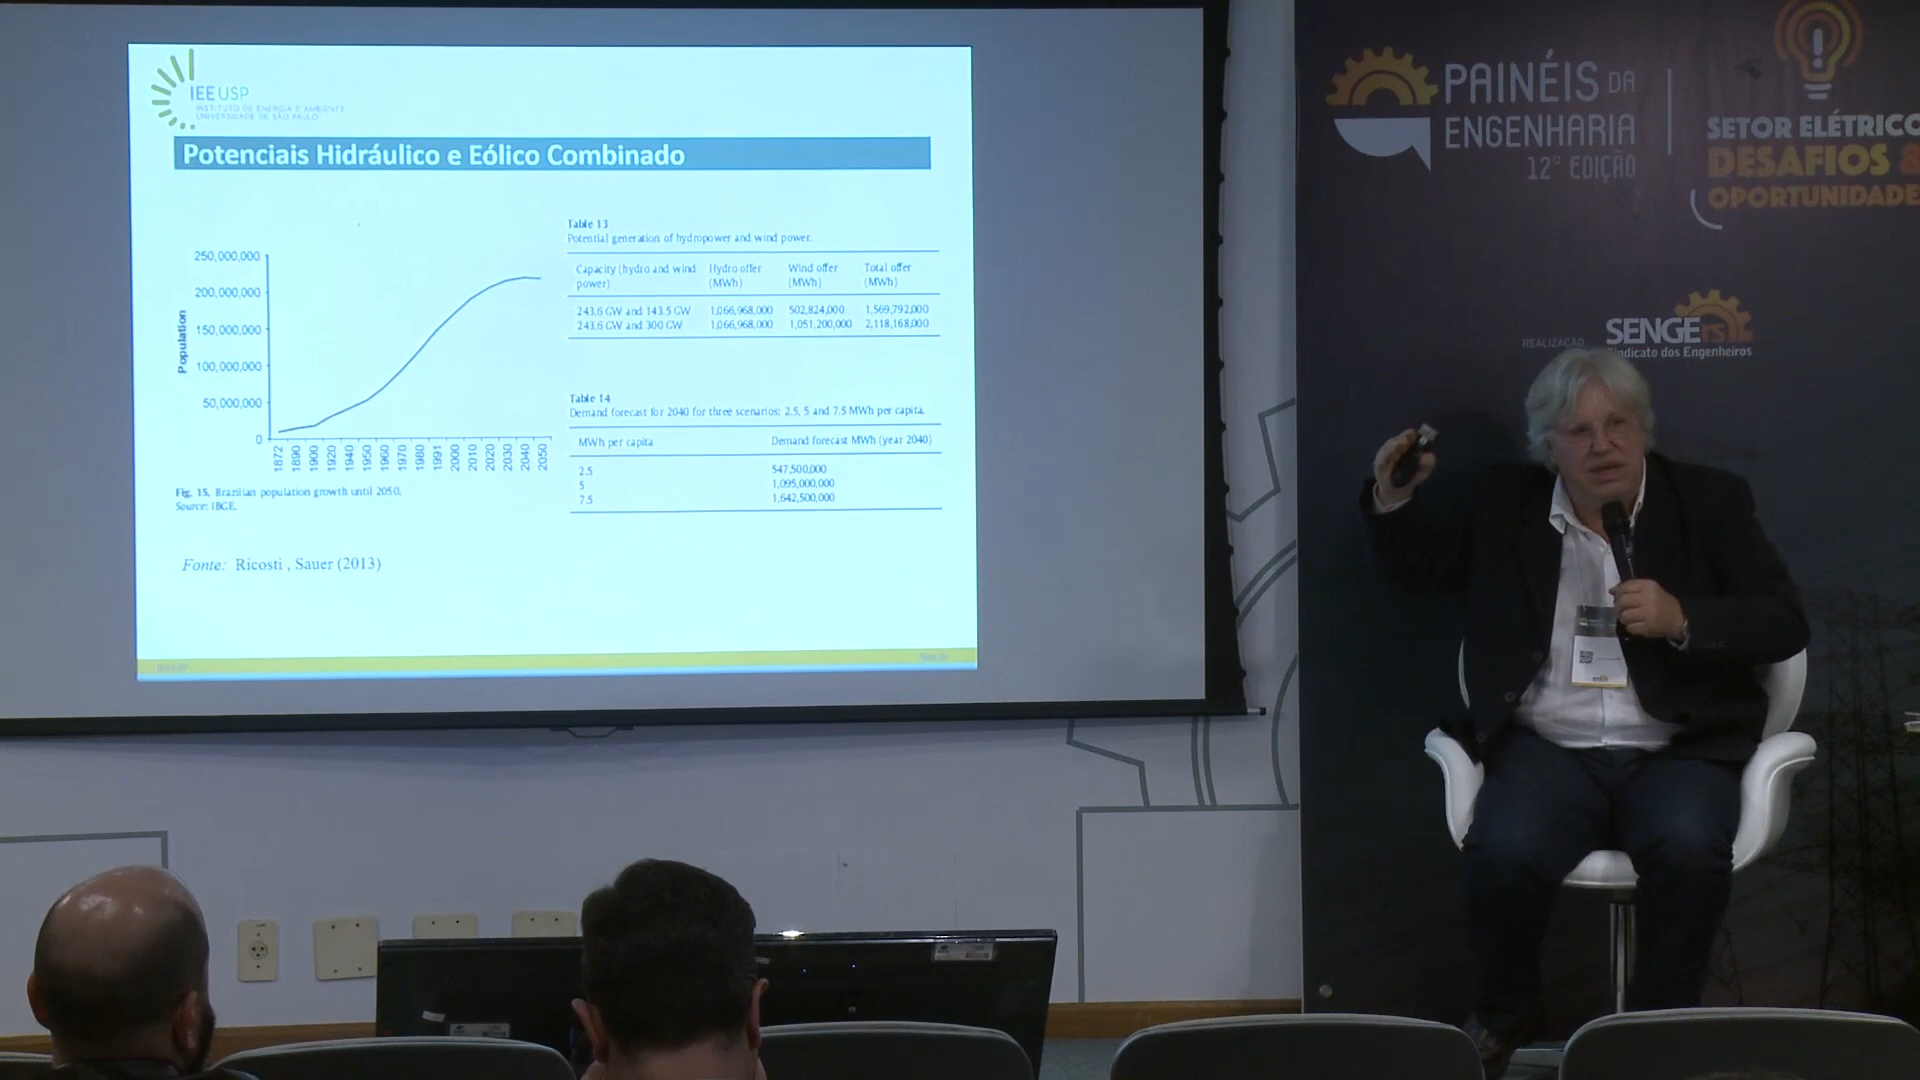 IEEUSP
INSTITUTO DE ENERGIA E AMBIENTE
UNIVERSIDADE DE SÃO PAULO
Potenciais Hidráulico e Eólico Combinado
Population
250,000,000
200,000,000
150,000,000
100,000,000
50,000,000
0
1872 1890 1900 1920 1940 1950 1960 1970 1980 1991 2000 2010 2020 2030 2040 2050
Fig. 15. Brazilian population growth until 2050.
Source: IBGE.
Table 13
Potential generation of hydropower and wind power.
Capacity (hydro and wind power) Hydro offer (MWh) Wind offer (MWh) Total offer (MWh)
243.6 GW and 143.5 GW 1,066,968,000 502,824,000 1,569,792,000
243.6 GW and 300 GW 1,066,968,000 1,051,200,000 2,118,168,000
Table 14
Demand forecast for 2040 for three scenarios: 2.5, 5 and 7.5 MWh per capita.
MWh per capita Demand forecast MWh (year 2040)
2.5 547,500,000
5 1,095,000,000
7.5 1,642,500,000
Fonte: Ricosti , Sauer (2013)
IEEUSP
PAINÉIS DA
ENGENHARIA
12ª EDIÇÃO
SETOR ELÉTRICO
DESAFIOS &
OPORTUNIDADE
REALIZAÇÃO
SENGE rs
Sindicato dos Engenheiros